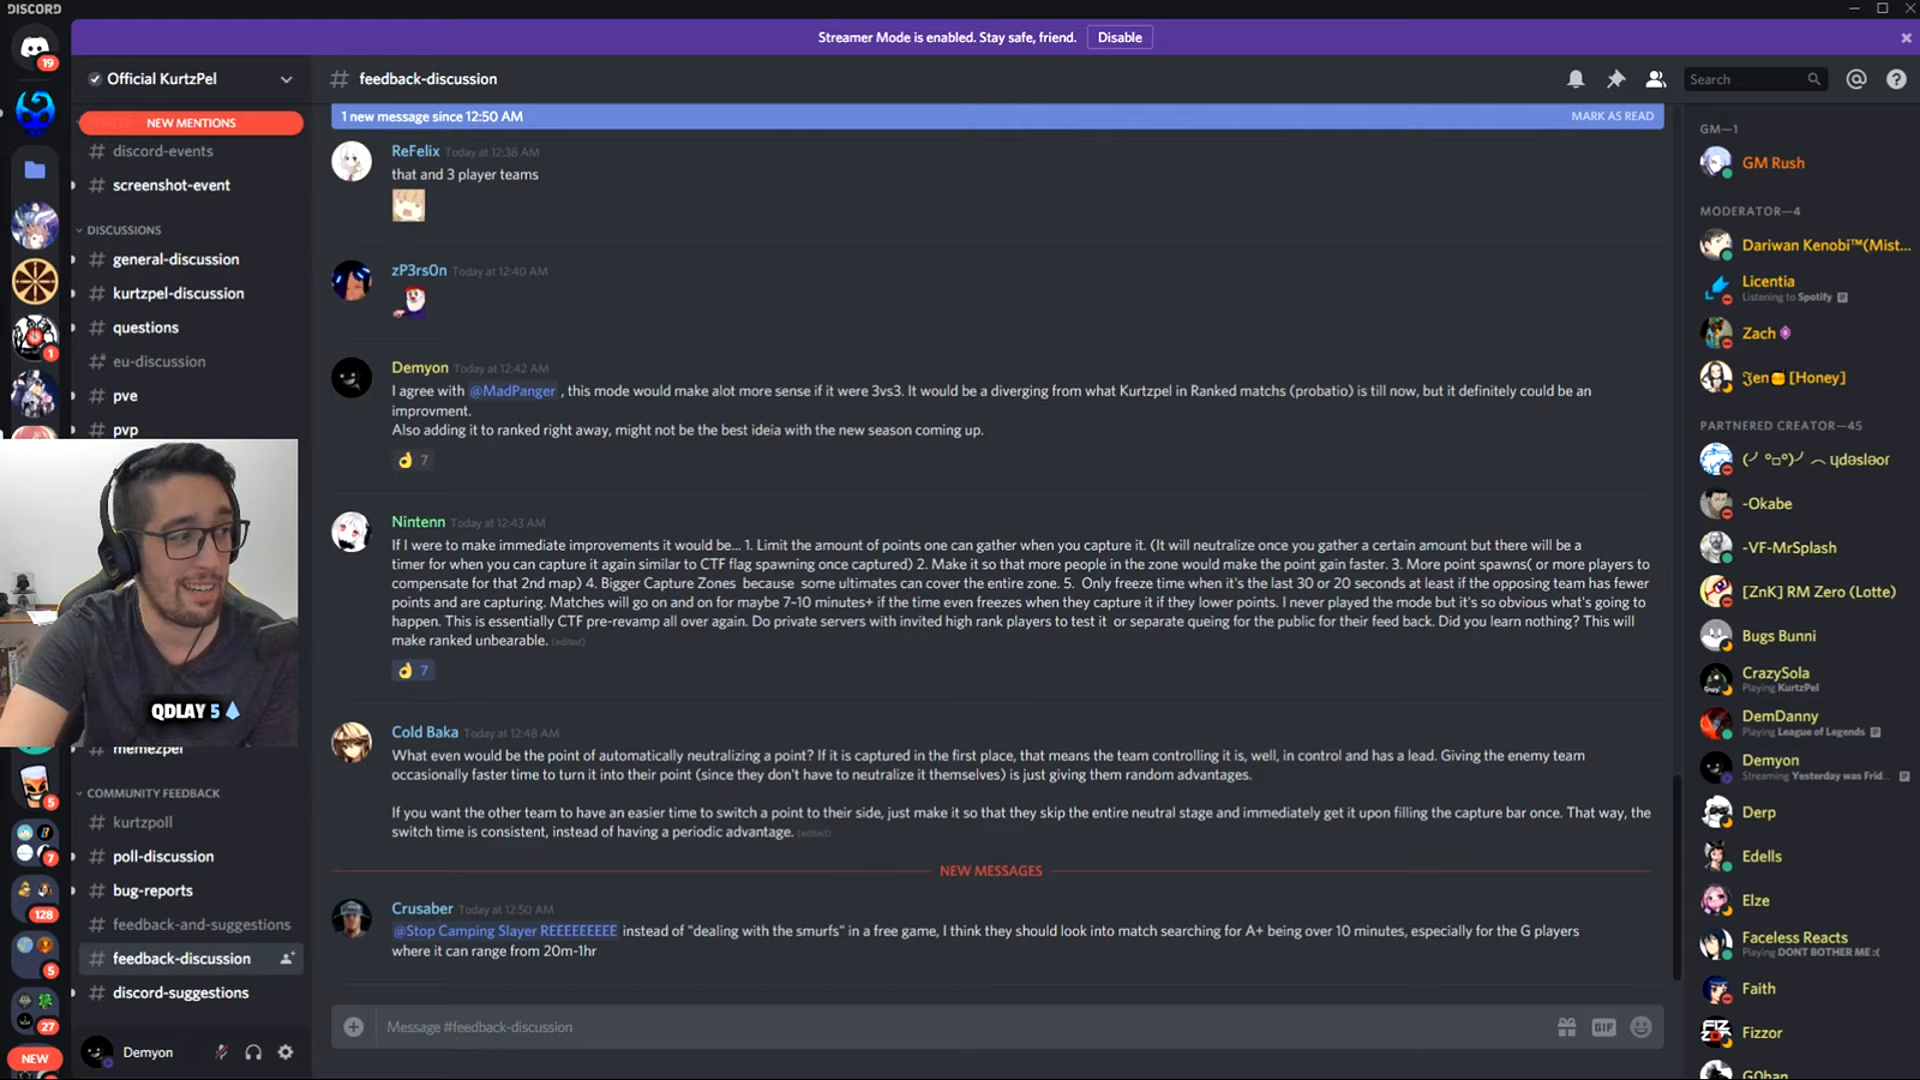 DISCORD
Streamer Mode is enabled. Stay safe, friend.
Disable
19
Official KurtzPel
NEW MENTIONS
discord-events
screenshot-event
DISCUSSIONS
general-discussion
kurtzpel-discussion
questions
1
eu-discussion
pve
pvp
QDLAY 5
memezpel
5
COMMUNITY FEEDBACK
kurtzpoll
7
poll-discussion
bug-reports
128
feedback-and-suggestions
5
feedback-discussion
discord-suggestions
27
NEW
Demyon
# feedback-discussion
Search
1 new message since 12:50 AM
MARK AS READ
ReFelix Today at 12:38 AM
that and 3 player teams
zP3rsOn Today at 12:40 AM
Demyon Today at 12:42 AM
I agree with @MadPanger , this mode would make alot more sense if it were 3vs3. It would be a diverging from what Kurtzpel in Ranked matchs (probatio) is till now, but it definitely could be an
improvment.
Also adding it to ranked right away, might not be the best ideia with the new season coming up.
7
Nintenn Today at 12:43 AM
If I were to make immediate improvements it would be... 1. Limit the amount of points one can gather when you capture it. (It will neutralize once you gather a certain amount but there will be a
timer for when you can capture it again similar to CTF flag spawning once captured) 2. Make it so that more people in the zone would make the point gain faster. 3. More point spawns( or more players to
compensate for that 2nd map) 4. Bigger Capture Zones because some ultimates can cover the entire zone. 5. Only freeze time when it's the last 30 or 20 seconds at least if the opposing team has fewer
points and are capturing. Matches will go on and on for maybe 7-10 minutes+ if the time even freezes when they capture it if they lower points. I never played the mode but it's so obvious what's going to
happen. This is essentially CTF pre-revamp all over again. Do private servers with invited high rank players to test it or separate queing for the public for their feed back. Did you learn nothing? This will
make ranked unbearable. (edited)
7
Cold Baka Today at 12:48 AM
What even would be the point of automatically neutralizing a point? If it is captured in the first place, that means the team controlling it is, well, in control and has a lead. Giving the enemy team
occasionally faster time to turn it into their point (since they don't have to neutralize it themselves) is just giving them random advantages.
If you want the other team to have an easier time to switch a point to their side, just make it so that they skip the entire neutral stage and immediately get it upon filling the capture bar once. That way, the
switch time is consistent, instead of having a periodic advantage. (edited)
NEW MESSAGES
Crusaber Today at 12:50 AM
@Stop Camping Slayer REEEEEEEEE instead of "dealing with the smurfs" in a free game, I think they should look into match searching for A+ being over 10 minutes, especially for the G players
where it can range from 20m-1hr
Message #feedback-discussion
GIF
GM—1
GM Rush
MODERATOR—4
Dariwan Kenobi™(Mist...
Licentia
Listening to Spotify
Zach
[Honey]
PARTNERED CREATOR—45
-Okabe
-VF-MrSplash
[ZnK] RM Zero (Lotte)
Bugs Bunni
CrazySola
Playing KurtzPel
DemDanny
Playing League of Legends
Demyon
Streaming Yesterday was Frid...
Derp
Edells
Elze
Faceless Reacts
Playing DONT BOTHER ME :(
Faith
Fizzor